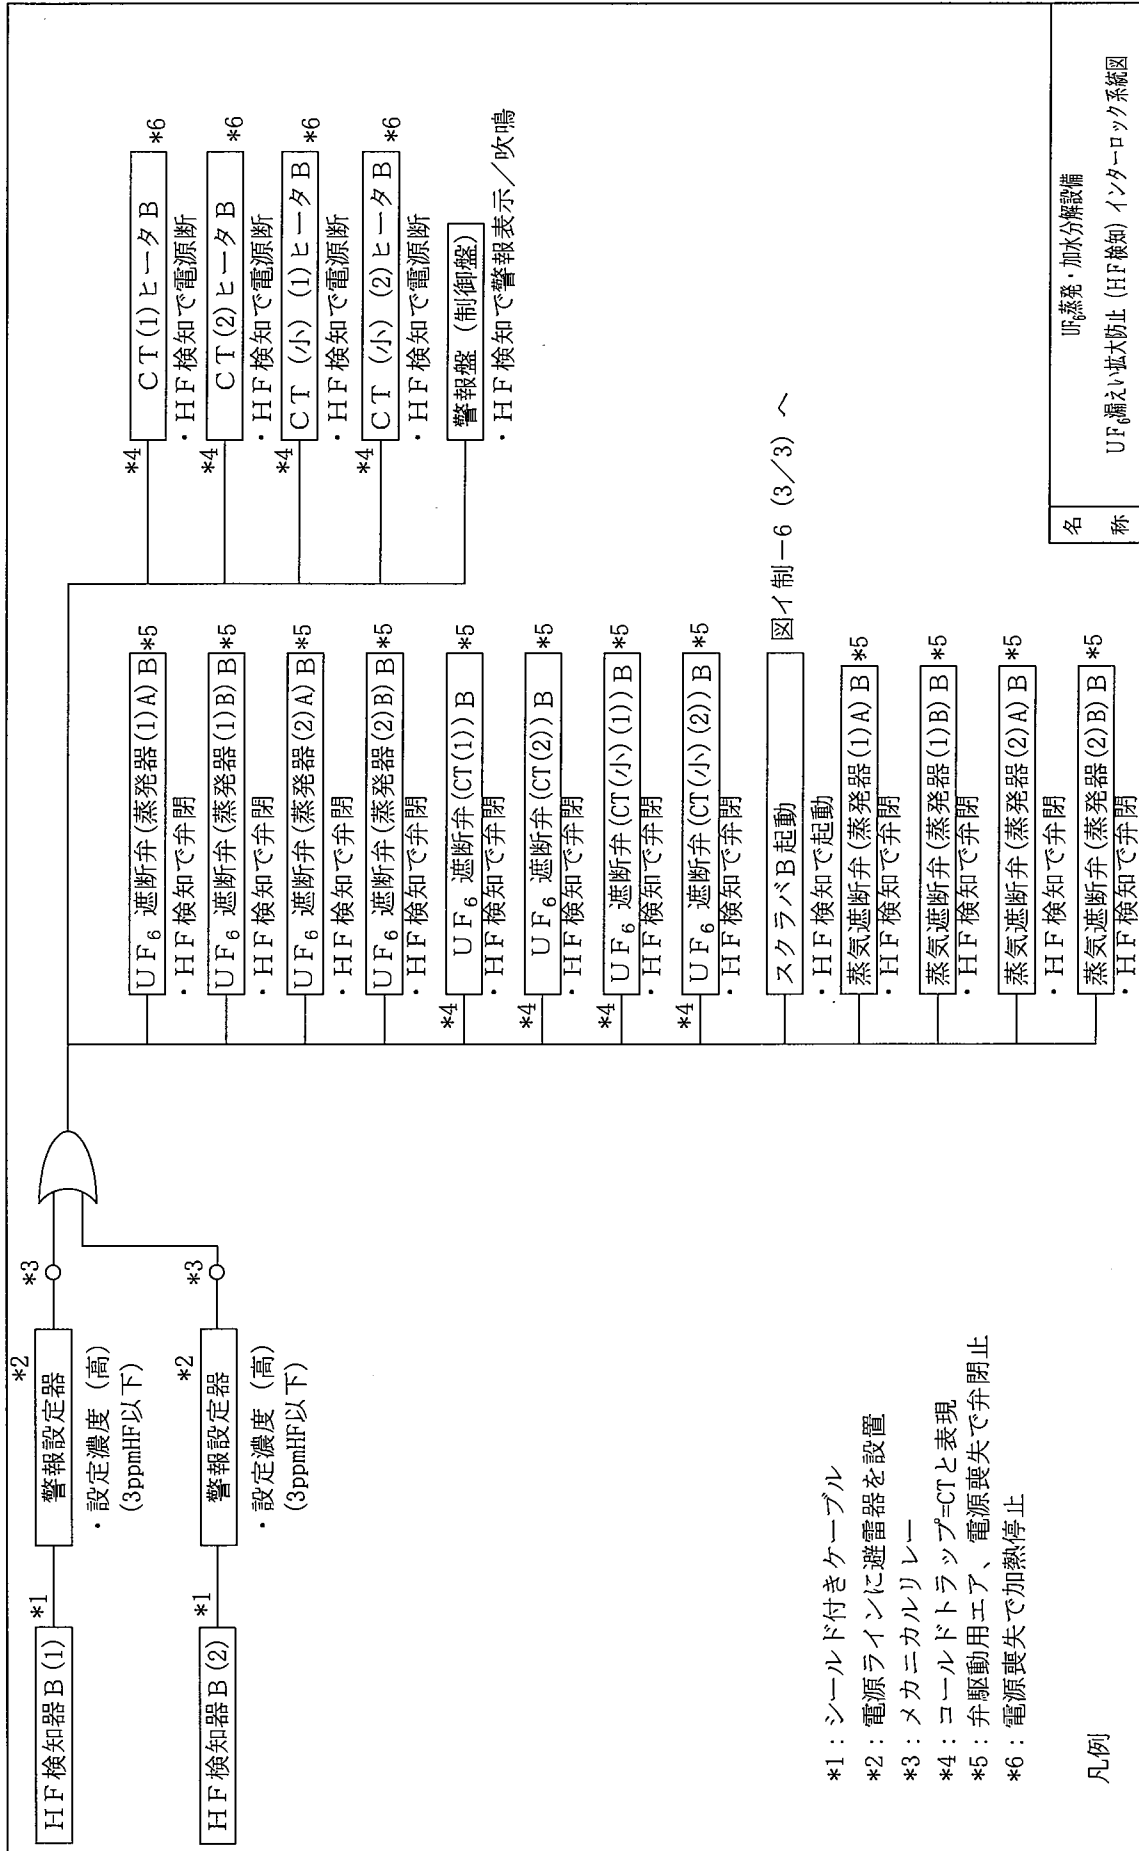 HF検知器B(1)
*1
警報設定器
*2
・設定濃度（高）
(3ppmHF以下)
*3
HF検知器B(2)
*1
警報設定器
*2
・設定濃度（高）
(3ppmHF以下)
*3
UF₆遮断弁(蒸発器(1)A)B
*5
・HF検知で弁閉
UF₆遮断弁(蒸発器(1)B)B
*5
・HF検知で弁閉
UF₆遮断弁(蒸発器(2)A)B
*5
・HF検知で弁閉
UF₆遮断弁(蒸発器(2)B)B
*5
・HF検知で弁閉
*4
UF₆遮断弁(CT(1))B
*5
・HF検知で弁閉
*4
UF₆遮断弁(CT(2))B
*5
・HF検知で弁閉
*4
UF₆遮断弁(CT(小)(1))B
*5
・HF検知で弁閉
*4
UF₆遮断弁(CT(小)(2))B
*5
・HF検知で弁閉
スクラバB起動
図イ制－6（3／3）へ
・HF検知で起動
蒸気遮断弁(蒸発器(1)A)B
*5
・HF検知で弁閉
蒸気遮断弁(蒸発器(1)B)B
*5
・HF検知で弁閉
蒸気遮断弁(蒸発器(2)A)B
*5
・HF検知で弁閉
蒸気遮断弁(蒸発器(2)B)B
*5
・HF検知で弁閉
*4
CT(1)ヒータB
*6
・HF検知で電源断
*4
CT(2)ヒータB
*6
・HF検知で電源断
*4
CT（小）(1)ヒータB
*6
・HF検知で電源断
*4
CT（小）(2)ヒータB
*6
・HF検知で電源断
警報盤（制御盤）
・HF検知で警報表示／吹鳴
*1：シールド付きケーブル
*2：電源ラインに避雷器を設置
*3：メカニカルリレー
*4：コールドトラップ=CTと表現
*5：弁駆動用エア、電源喪失で弁閉止
*6：電源喪失で加熱停止
凡例
名称
UF₆蒸発・加水分解設備
UF₆漏えい拡大防止（HF検知）インターロック系統図